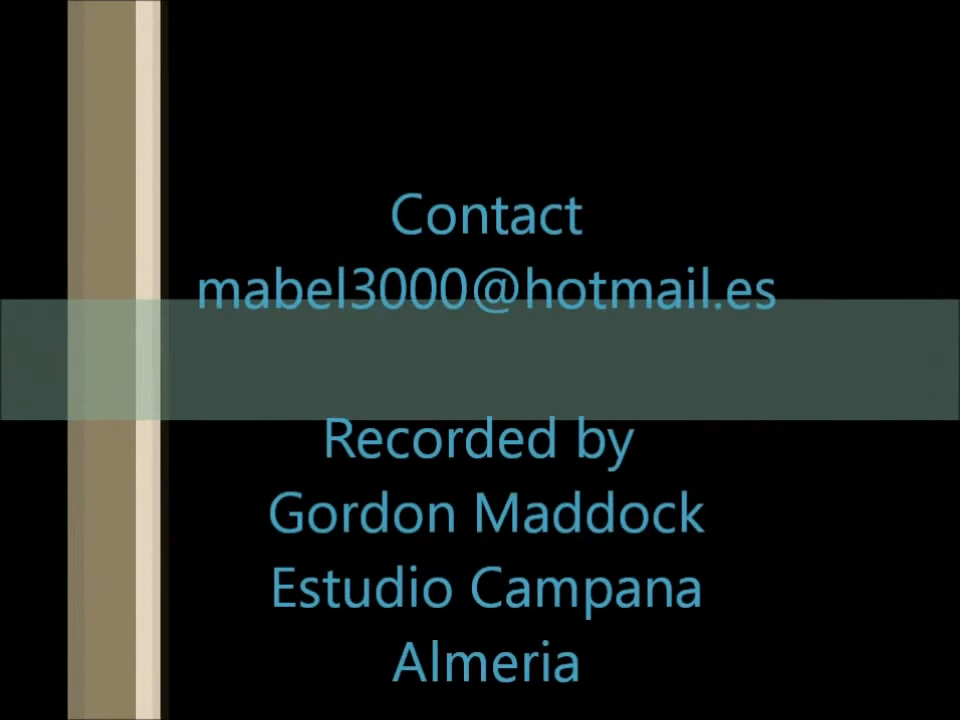 Contact
mabel3000@hotmail.es
Recorded by
Gordon Maddock
Estudio Campana
Almeria